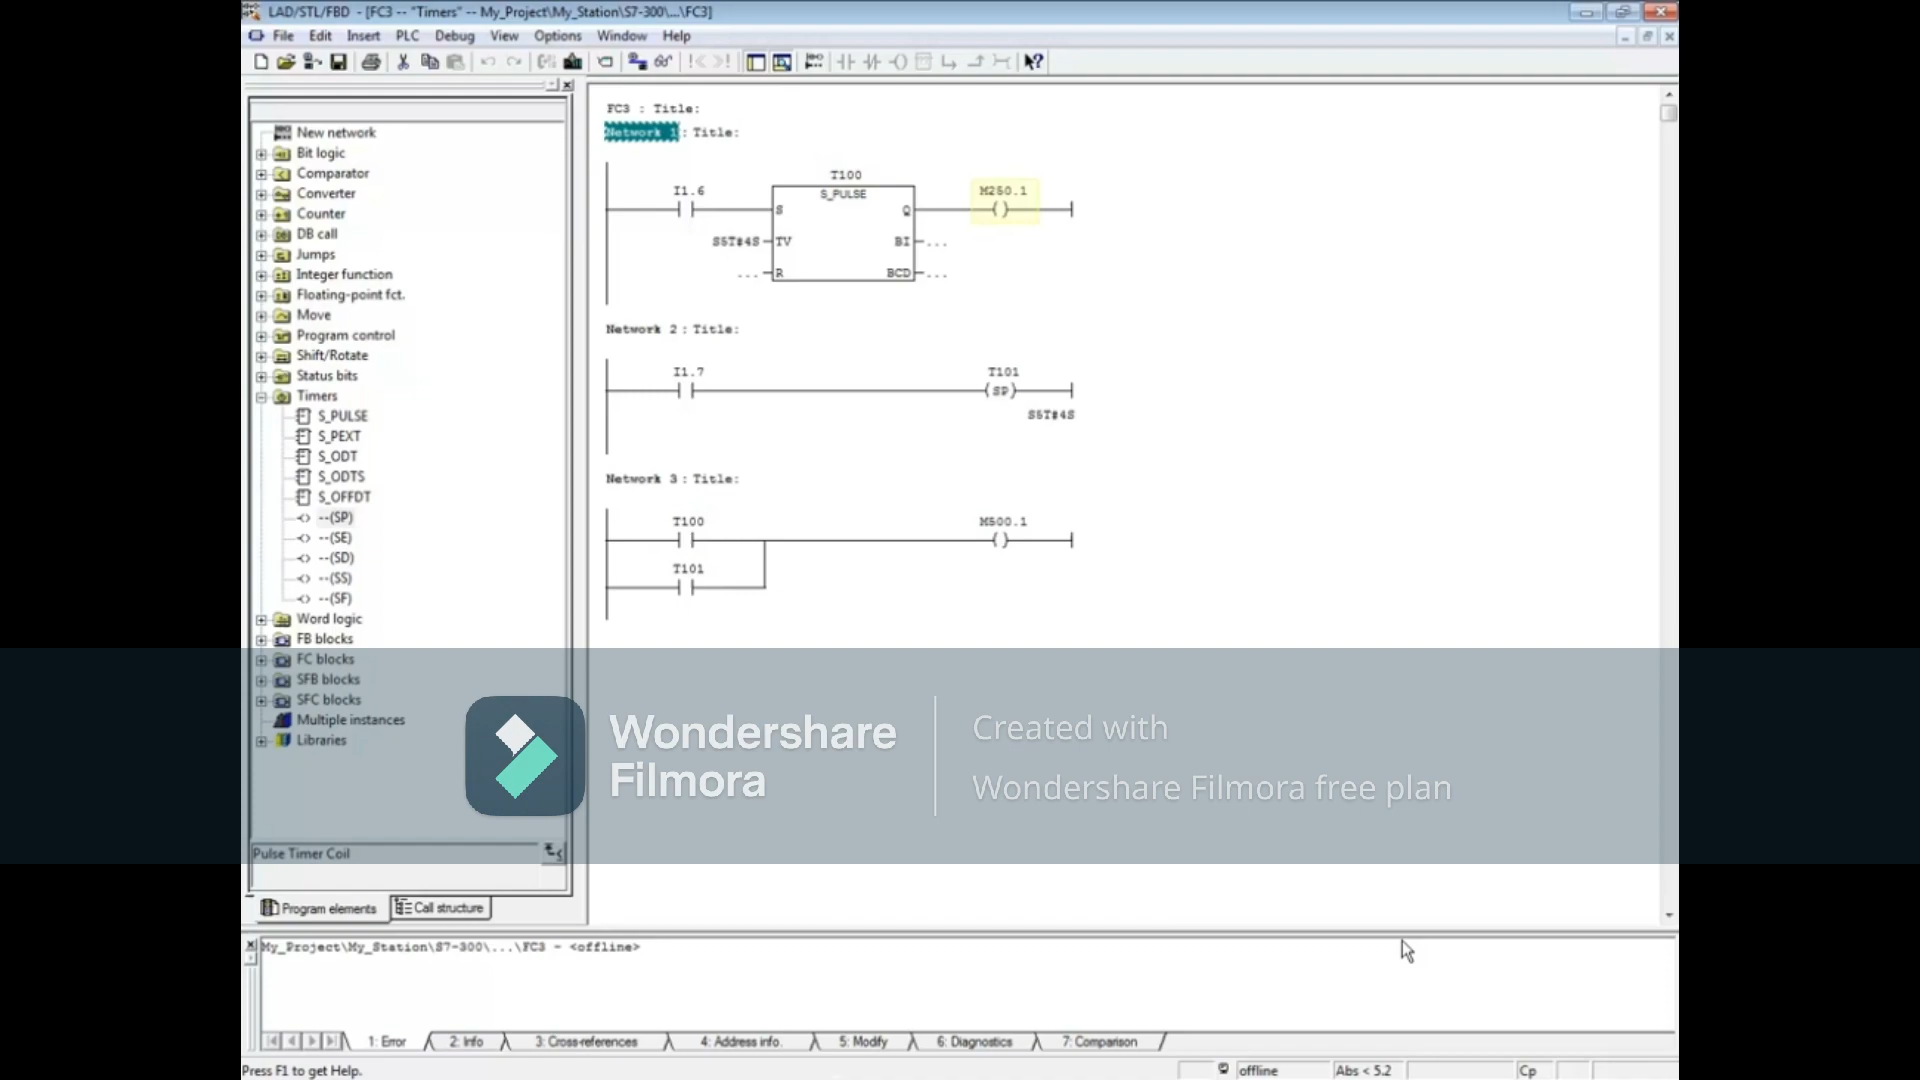 LAD/STL/FBD - [FC3 -- "Timers" -- My_Project\My_Station\S7-300\...\FC3]
File Edit Insert PLC Debug View Options Window Help
New network
Bit logic
Comparator
Converter
Counter
DB call
Jumps
Integer function
Floating-point fct.
Move
Program control
Shift/Rotate
Status bits
Timers
S_PULSE
S_PEXT
S_ODT
S_ODTS
S_OFFDT
--(SP)
--(SE)
--(SD)
--(SS)
--(SF)
Word logic
FB blocks
FC blocks
SFB blocks
SFC blocks
Multiple instances
Libraries
Pulse Timer Coil
Program elements Call structure
FC3 : Title:
Network 1: Title:
T100
I1.6 S_PULSE M250.1
S Q
S5T#4S TV BI ...
... R BCD ...
Network 2: Title:
I1.7 T101
(SP)
S5T#4S
Network 3: Title:
T100 M500.1
T101
Wondershare
Filmora
Created with
Wondershare Filmora free plan
My_Project\My_Station\S7-300\...\FC3 - <offline>
1: Error 2: Info 3: Cross-references 4: Address info. 5: Modify 6: Diagnostics 7: Comparison
Press F1 to get Help. offline Abs < 5.2 Cp